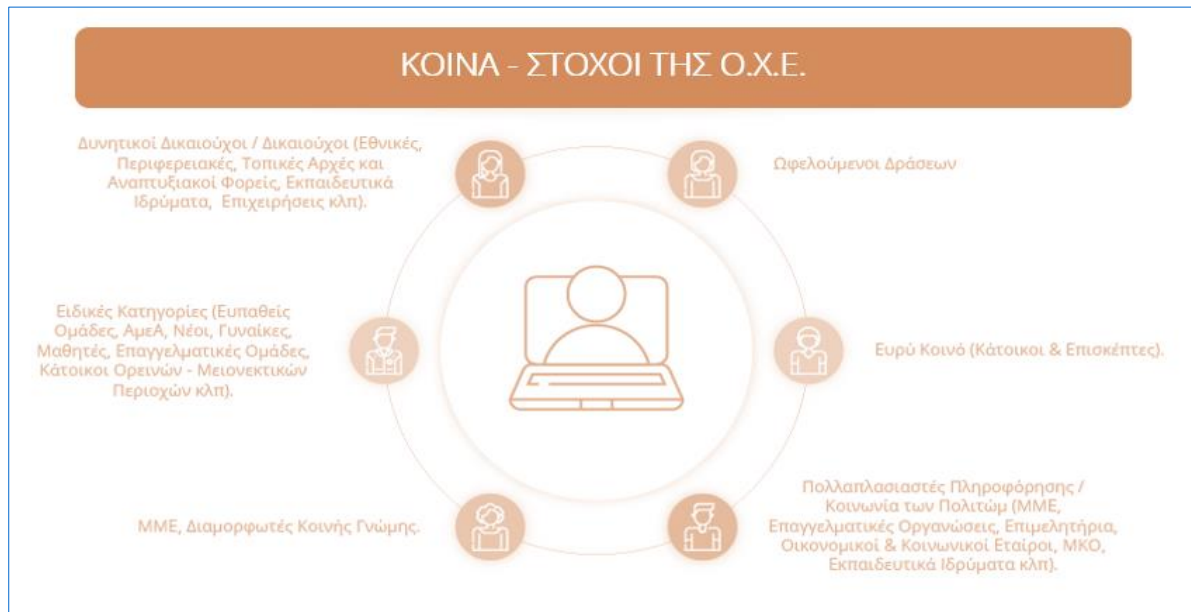 ΚΟΙΝΑ - ΣΤΟΧΟΙ ΤΗΣ Ο.Χ.Ε.
Δυνητικοί Δικαιούχοι / Δικαιούχοι (Εθνικές,
Περιφερειακές, Τοπικές Αρχές και
Αναπτυξιακοί Φορείς, Εκπαιδευτικά
Ιδρύματα, Επιχειρήσεις κλπ).
Ωφελούμενοι Δράσεων
Ειδικές Κατηγορίες (Ευπαθείς
Ομάδες, ΑμεΑ, Νέοι, Γυναίκες,
Μαθητές, Επαγγελματικές Ομάδες,
Κάτοικοι Ορεινών - Μειονεκτικών
Περιοχών κλπ).
Ευρύ Κοινό (Κάτοικοι & Επισκέπτες).
ΜΜΕ, Διαμορφωτές Κοινής Γνώμης.
Πολλαπλασιαστές Πληροφόρησης /
Κοινωνία των Πολιτώμ (ΜΜΕ,
Επαγγελματικές Οργανώσεις, Επιμελητήρια,
Οικονομικοί & Κοινωνικοί Εταίροι, ΜΚΟ,
Εκπαιδευτικά Ιδρύματα κλπ).